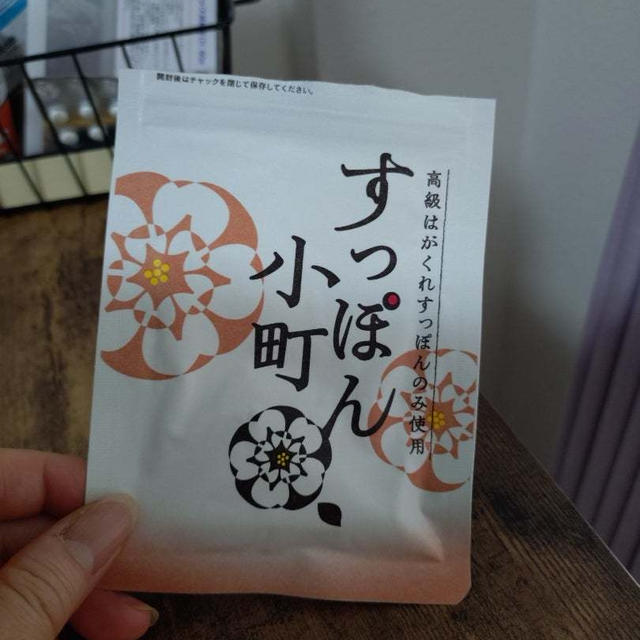 開封後はチャックを閉じて保存してください。
高級はがくれすっぽんのみ使用
すっぽん
小町